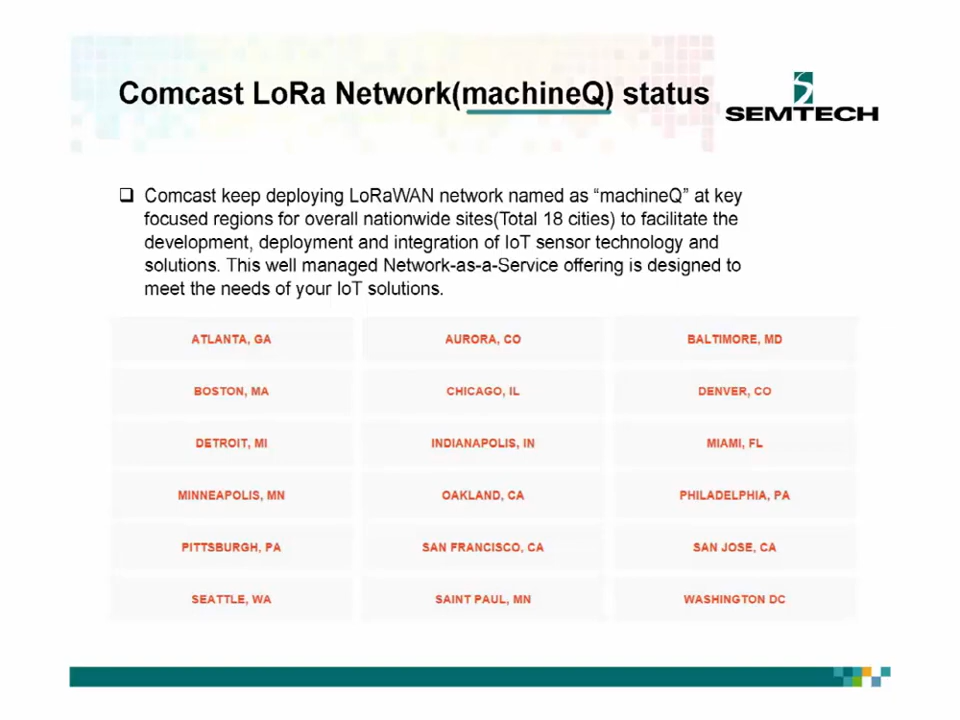 Comcast LoRa Network(machineQ) status
SEMTECH
Comcast keep deploying LoRaWAN network named as “machineQ” at key
focused regions for overall nationwide sites(Total 18 cities) to facilitate the
development, deployment and integration of IoT sensor technology and
solutions. This well managed Network-as-a-Service offering is designed to
meet the needs of your IoT solutions.
ATLANTA, GA
AURORA, CO
BALTIMORE, MD
BOSTON, MA
CHICAGO, IL
DENVER, CO
DETROIT, MI
INDIANAPOLIS, IN
MIAMI, FL
MINNEAPOLIS, MN
OAKLAND, CA
PHILADELPHIA, PA
PITTSBURGH, PA
SAN FRANCISCO, CA
SAN JOSE, CA
SEATTLE, WA
SAINT PAUL, MN
WASHINGTON DC